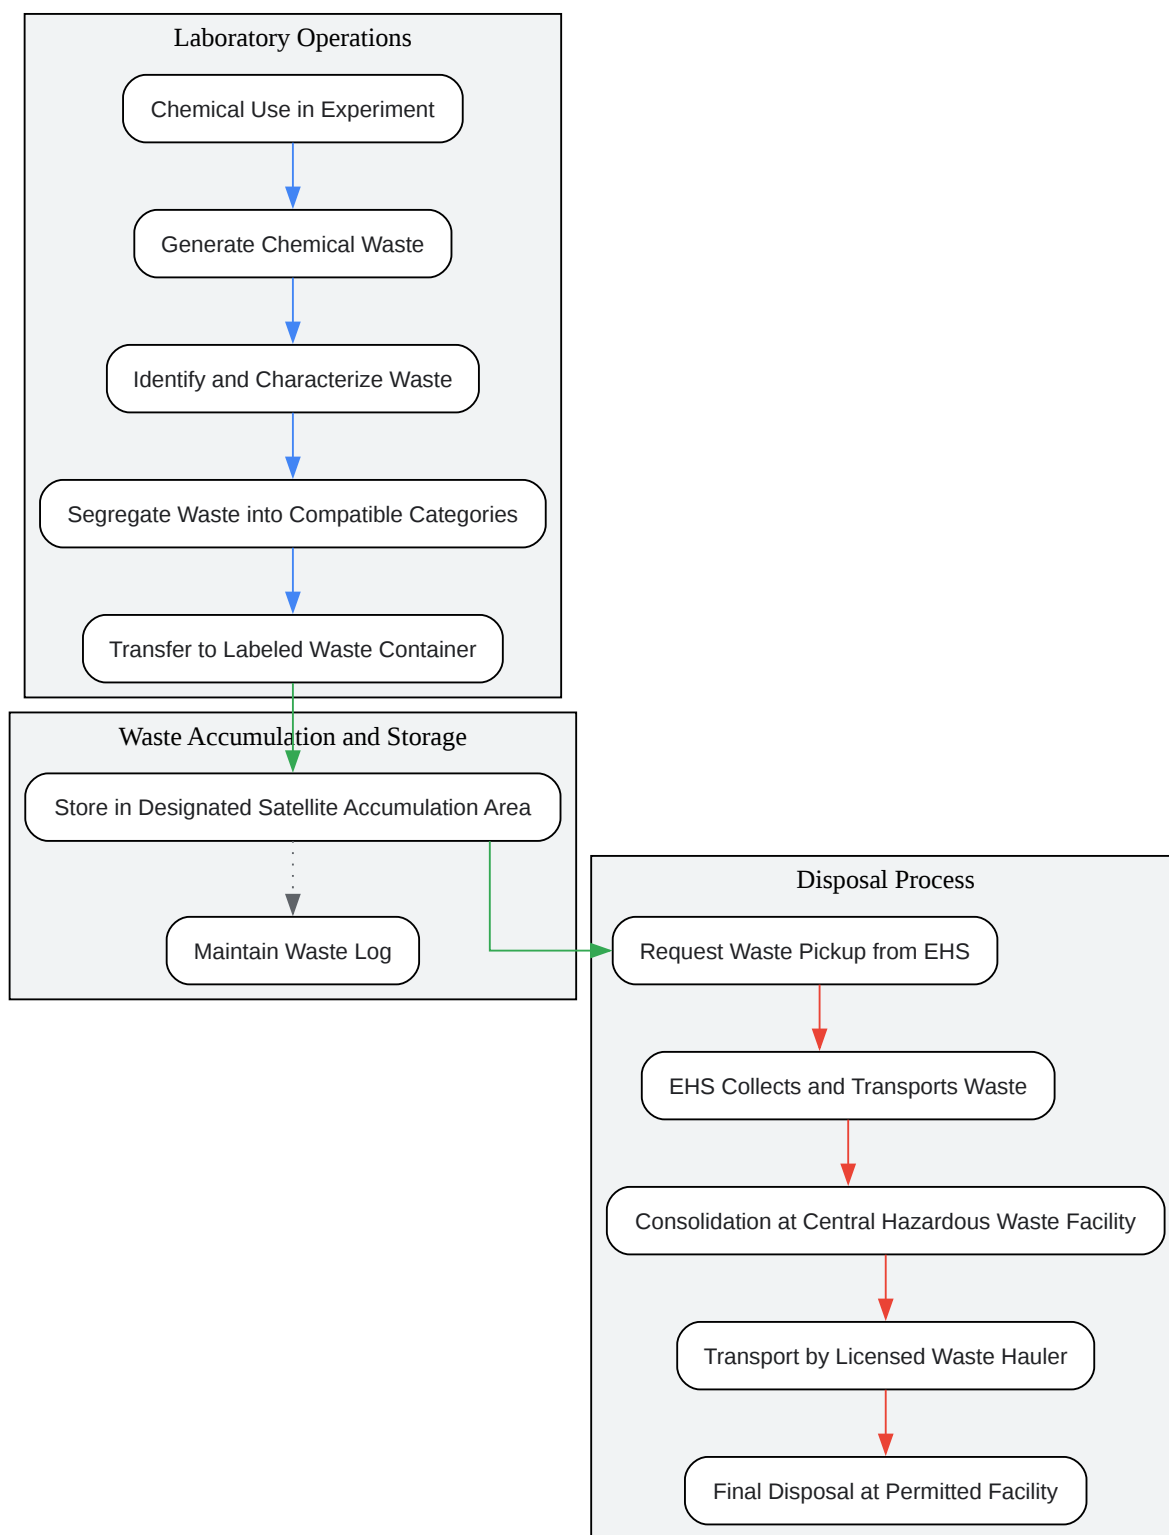 Laboratory Operations
Chemical Use in Experiment
Generate Chemical Waste
Identify and Characterize Waste
Segregate Waste into Compatible Categories
Transfer to Labeled Waste Container
Waste Accumulation and Storage
Store in Designated Satellite Accumulation Area
Maintain Waste Log
Disposal Process
Request Waste Pickup from EHS
EHS Collects and Transports Waste
Consolidation at Central Hazardous Waste Facility
Transport by Licensed Waste Hauler
Final Disposal at Permitted Facility